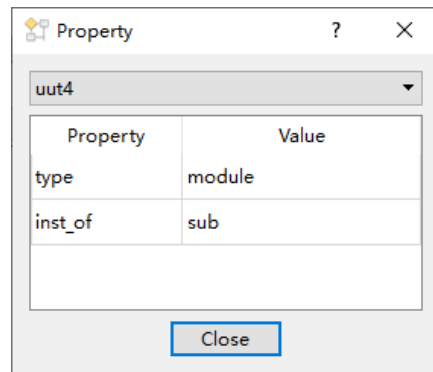 Property ?
uut4
Property Value
type module
inst_of sub
Close